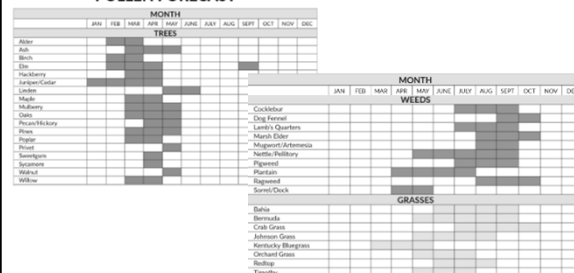 MONTH
JAN FEB MAR APR MAY JUNE JULY AUG SEPT OCT NOV DEC
TREES
Alder
Ash
Birch
Elm
Hackberry
Juniper/Cedar
Linden
Maple
Mulberry
Oaks
Pecan/Hickory
Pines
Poplar
Privet
Sweetgum
Sycamore
Walnut
Willow
MONTH
JAN FEB MAR APR MAY JUNE JULY AUG SEPT OCT NOV
WEEDS
Cocklebur
Dog Fennel
Lamb's Quarters
Marsh Elder
Mugwort/Artemesia
Nettle/Pellitory
Pigweed
Plantain
Ragweed
Sorrel/Dock
GRASSES
Bahia
Bermuda
Crab Grass
Johnson Grass
Kentucky Bluegrass
Orchard Grass
Redtop